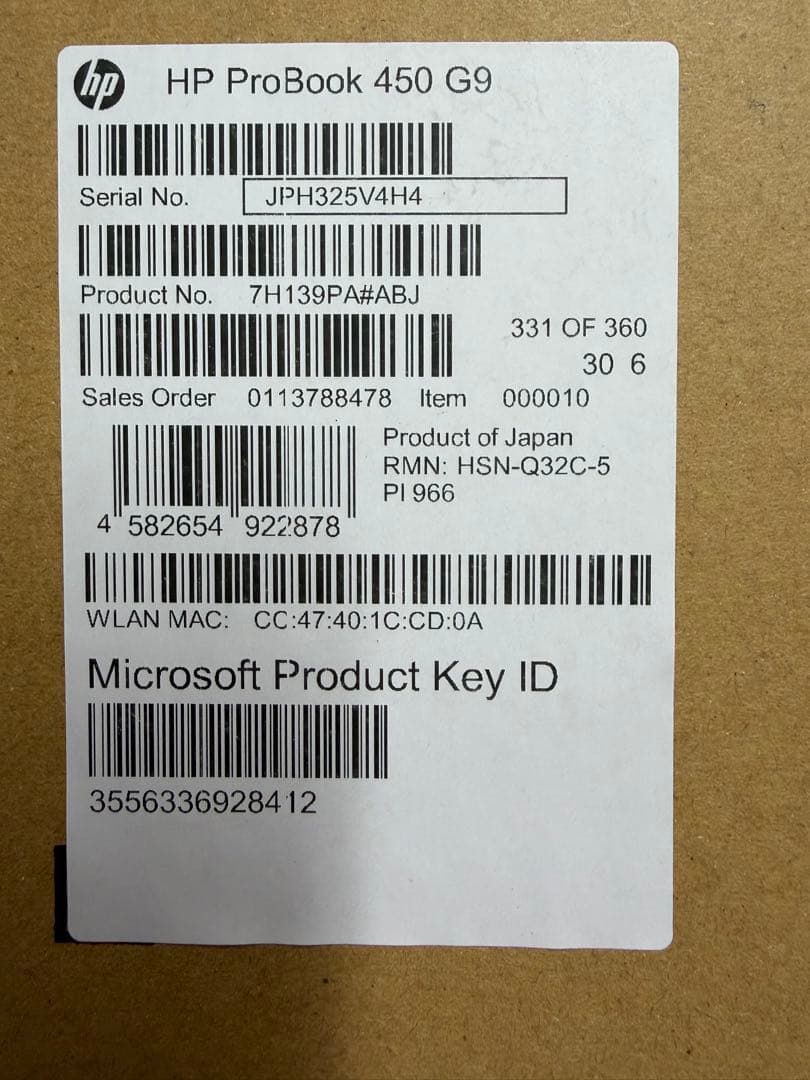 hp HP ProBook 450 G9
Serial No. JPH325V4H4
Product No. 7H139PA#ABJ
331 OF 360
30 6
Sales Order 0113788478 Item 000010
Product of Japan
RMN: HSN-Q32C-5
PI 966
4 582654 922878
WLAN MAC: CC:47:40:1C:CD:0A
Microsoft Product Key ID
3556336928412